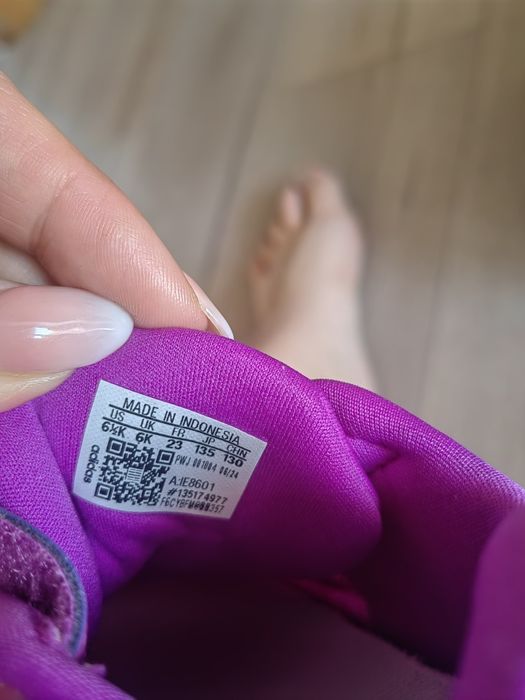 MADE IN INDONESIA
US UK FR JP CHN
6½K 6K 23 135 130
adidas
PWJ 001004 06/24
A:IE8601
#135174977